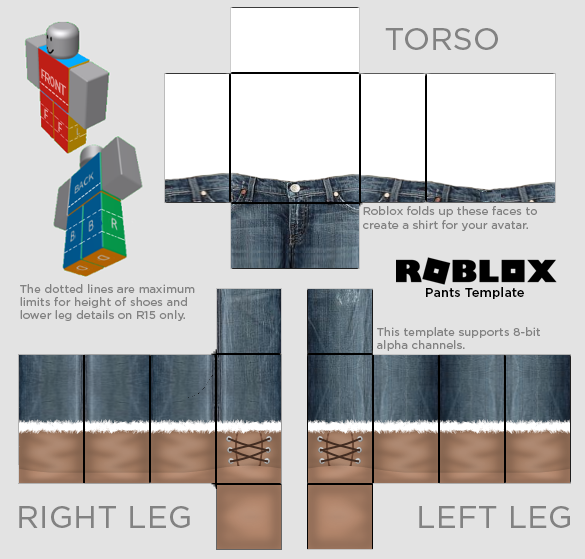 TORSO
FRONT
F F L
BACK
B B R
Roblox folds up these faces to
create a shirt for your avatar.
ROBLOX
Pants Template
The dotted lines are maximum
limits for height of shoes and
lower leg details on R15 only.
This template supports 8-bit
alpha channels.
RIGHT LEG
LEFT LEG